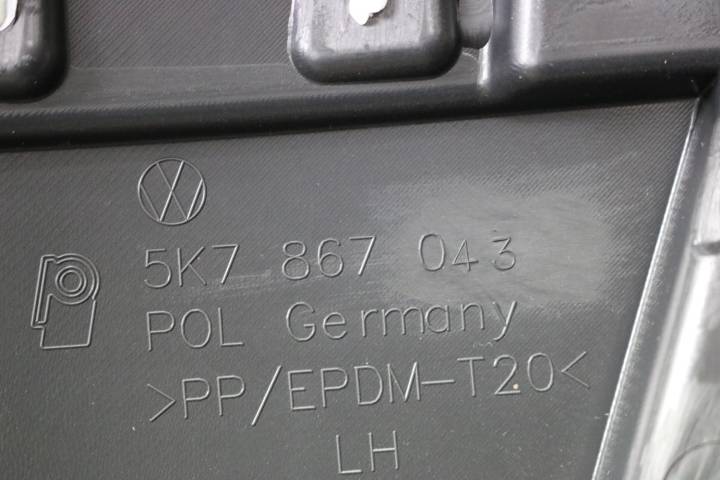 5K7 867 043
POL Germany
>PP/EPDM-T20<
LH